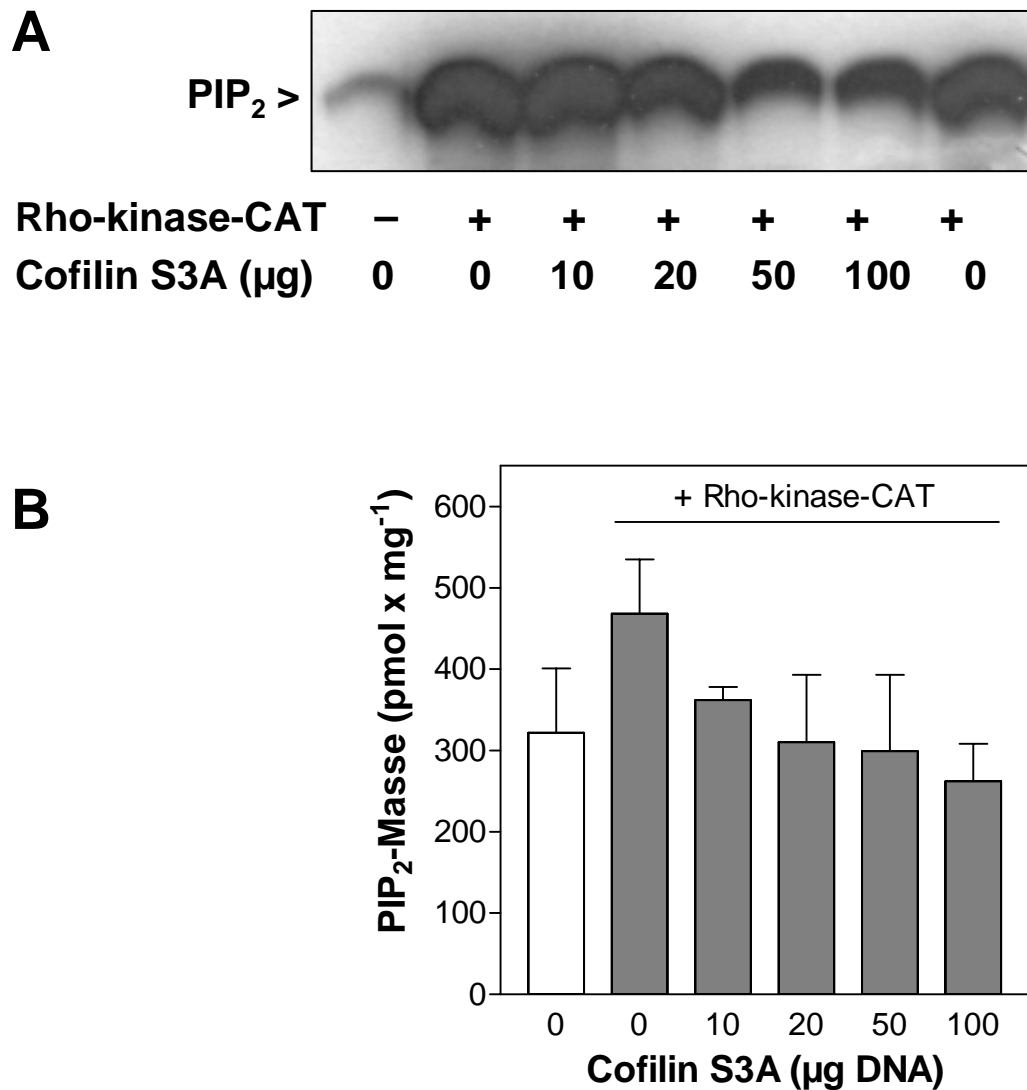 A
PIP₂ >
Rho-kinase-CAT – + + + + + +
Cofilin S3A (µg) 0 0 10 20 50 100 0
B
+ Rho-kinase-CAT
PIP₂-Masse (pmol x mg⁻¹)
600
500
400
300
200
100
0
0 0 10 20 50 100
Cofilin S3A (µg DNA)